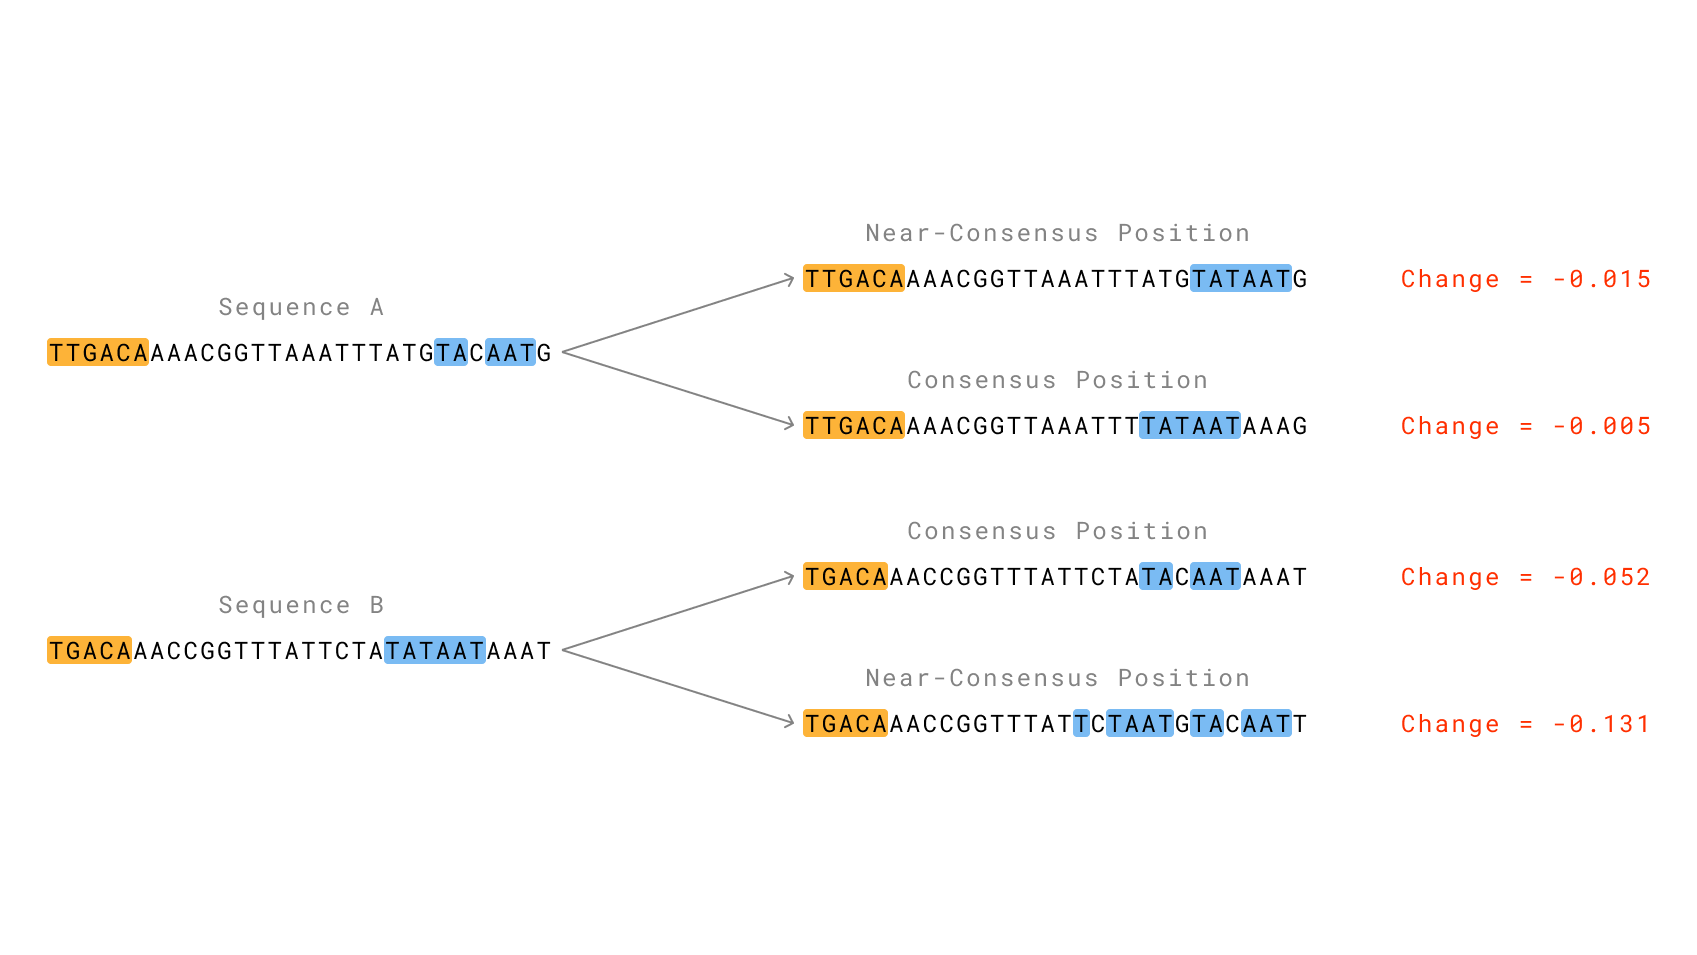 Near-Consensus Position
TTGACAAAACGGTTAAATTTATGTATAATG Change = -0.015
Sequence A
TTGACAAAACGGTTAAATTTATGTACAATG
Consensus Position
TTGACAAAACGGTTAAATTTTATAATAAAG Change = -0.005
Consensus Position
TGACAAACCGGTTTATTCTATACAATAAAT Change = -0.052
Sequence B
TGACAAACCGGTTTATTCTATATAATAAAT
Near-Consensus Position
TGACAAACCGGTTTATTCTAATGTACAATT Change = -0.131